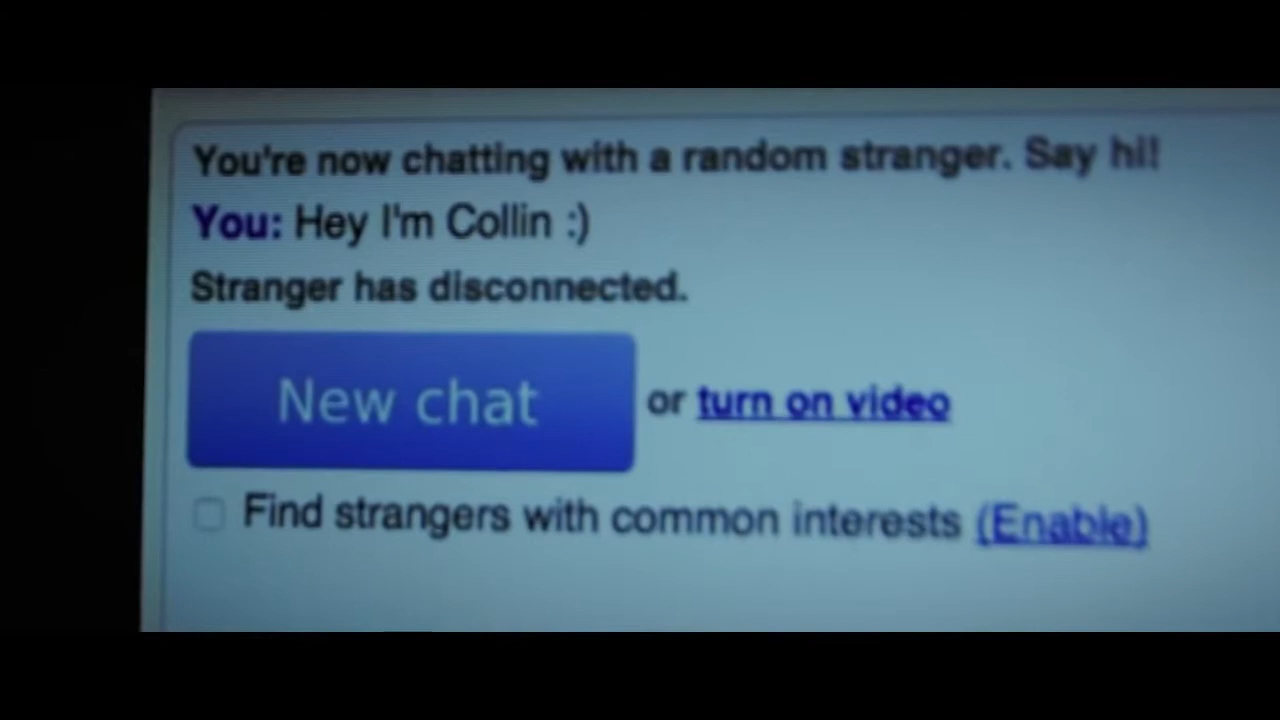 You're now chatting with a random stranger. Say hi!
You: Hey I'm Collin :)
Stranger has disconnected.
New chat or turn on video
Find strangers with common interests (Enable)